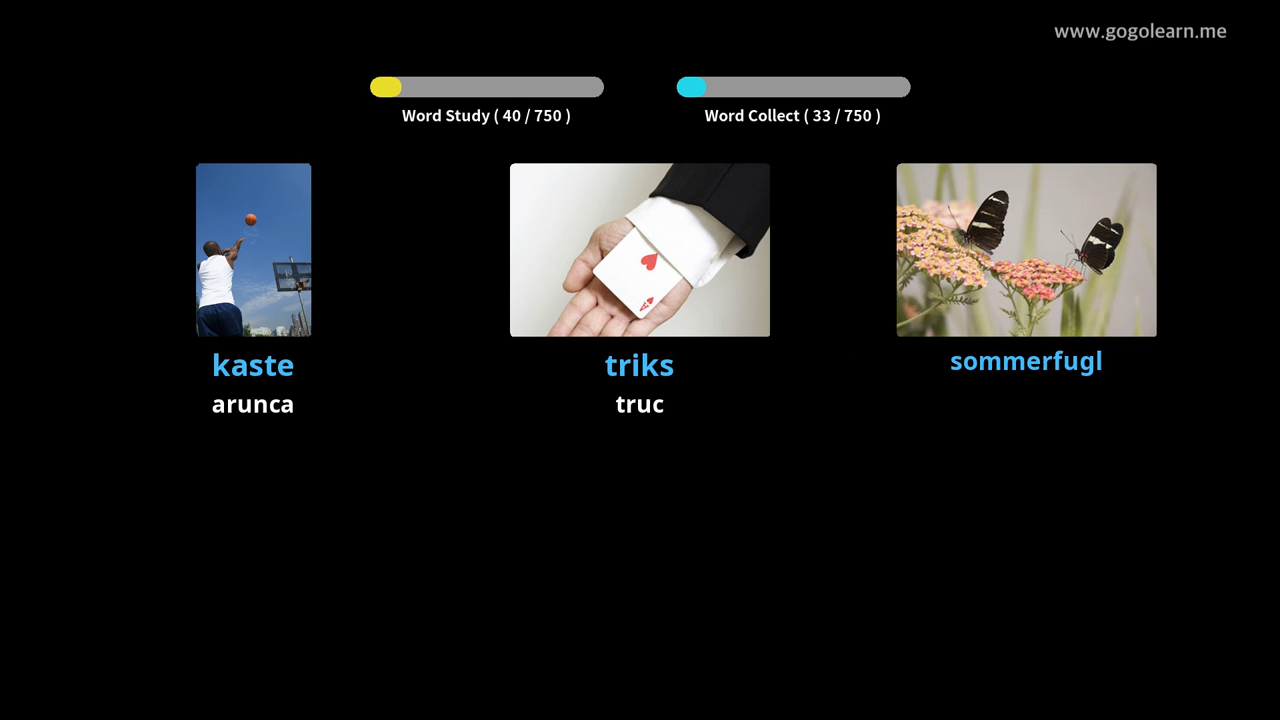 www.gogolearn.me
Word Study ( 40 / 750 )
Word Collect ( 33 / 750 )
kaste
arunca
triks
truc
sommerfugl